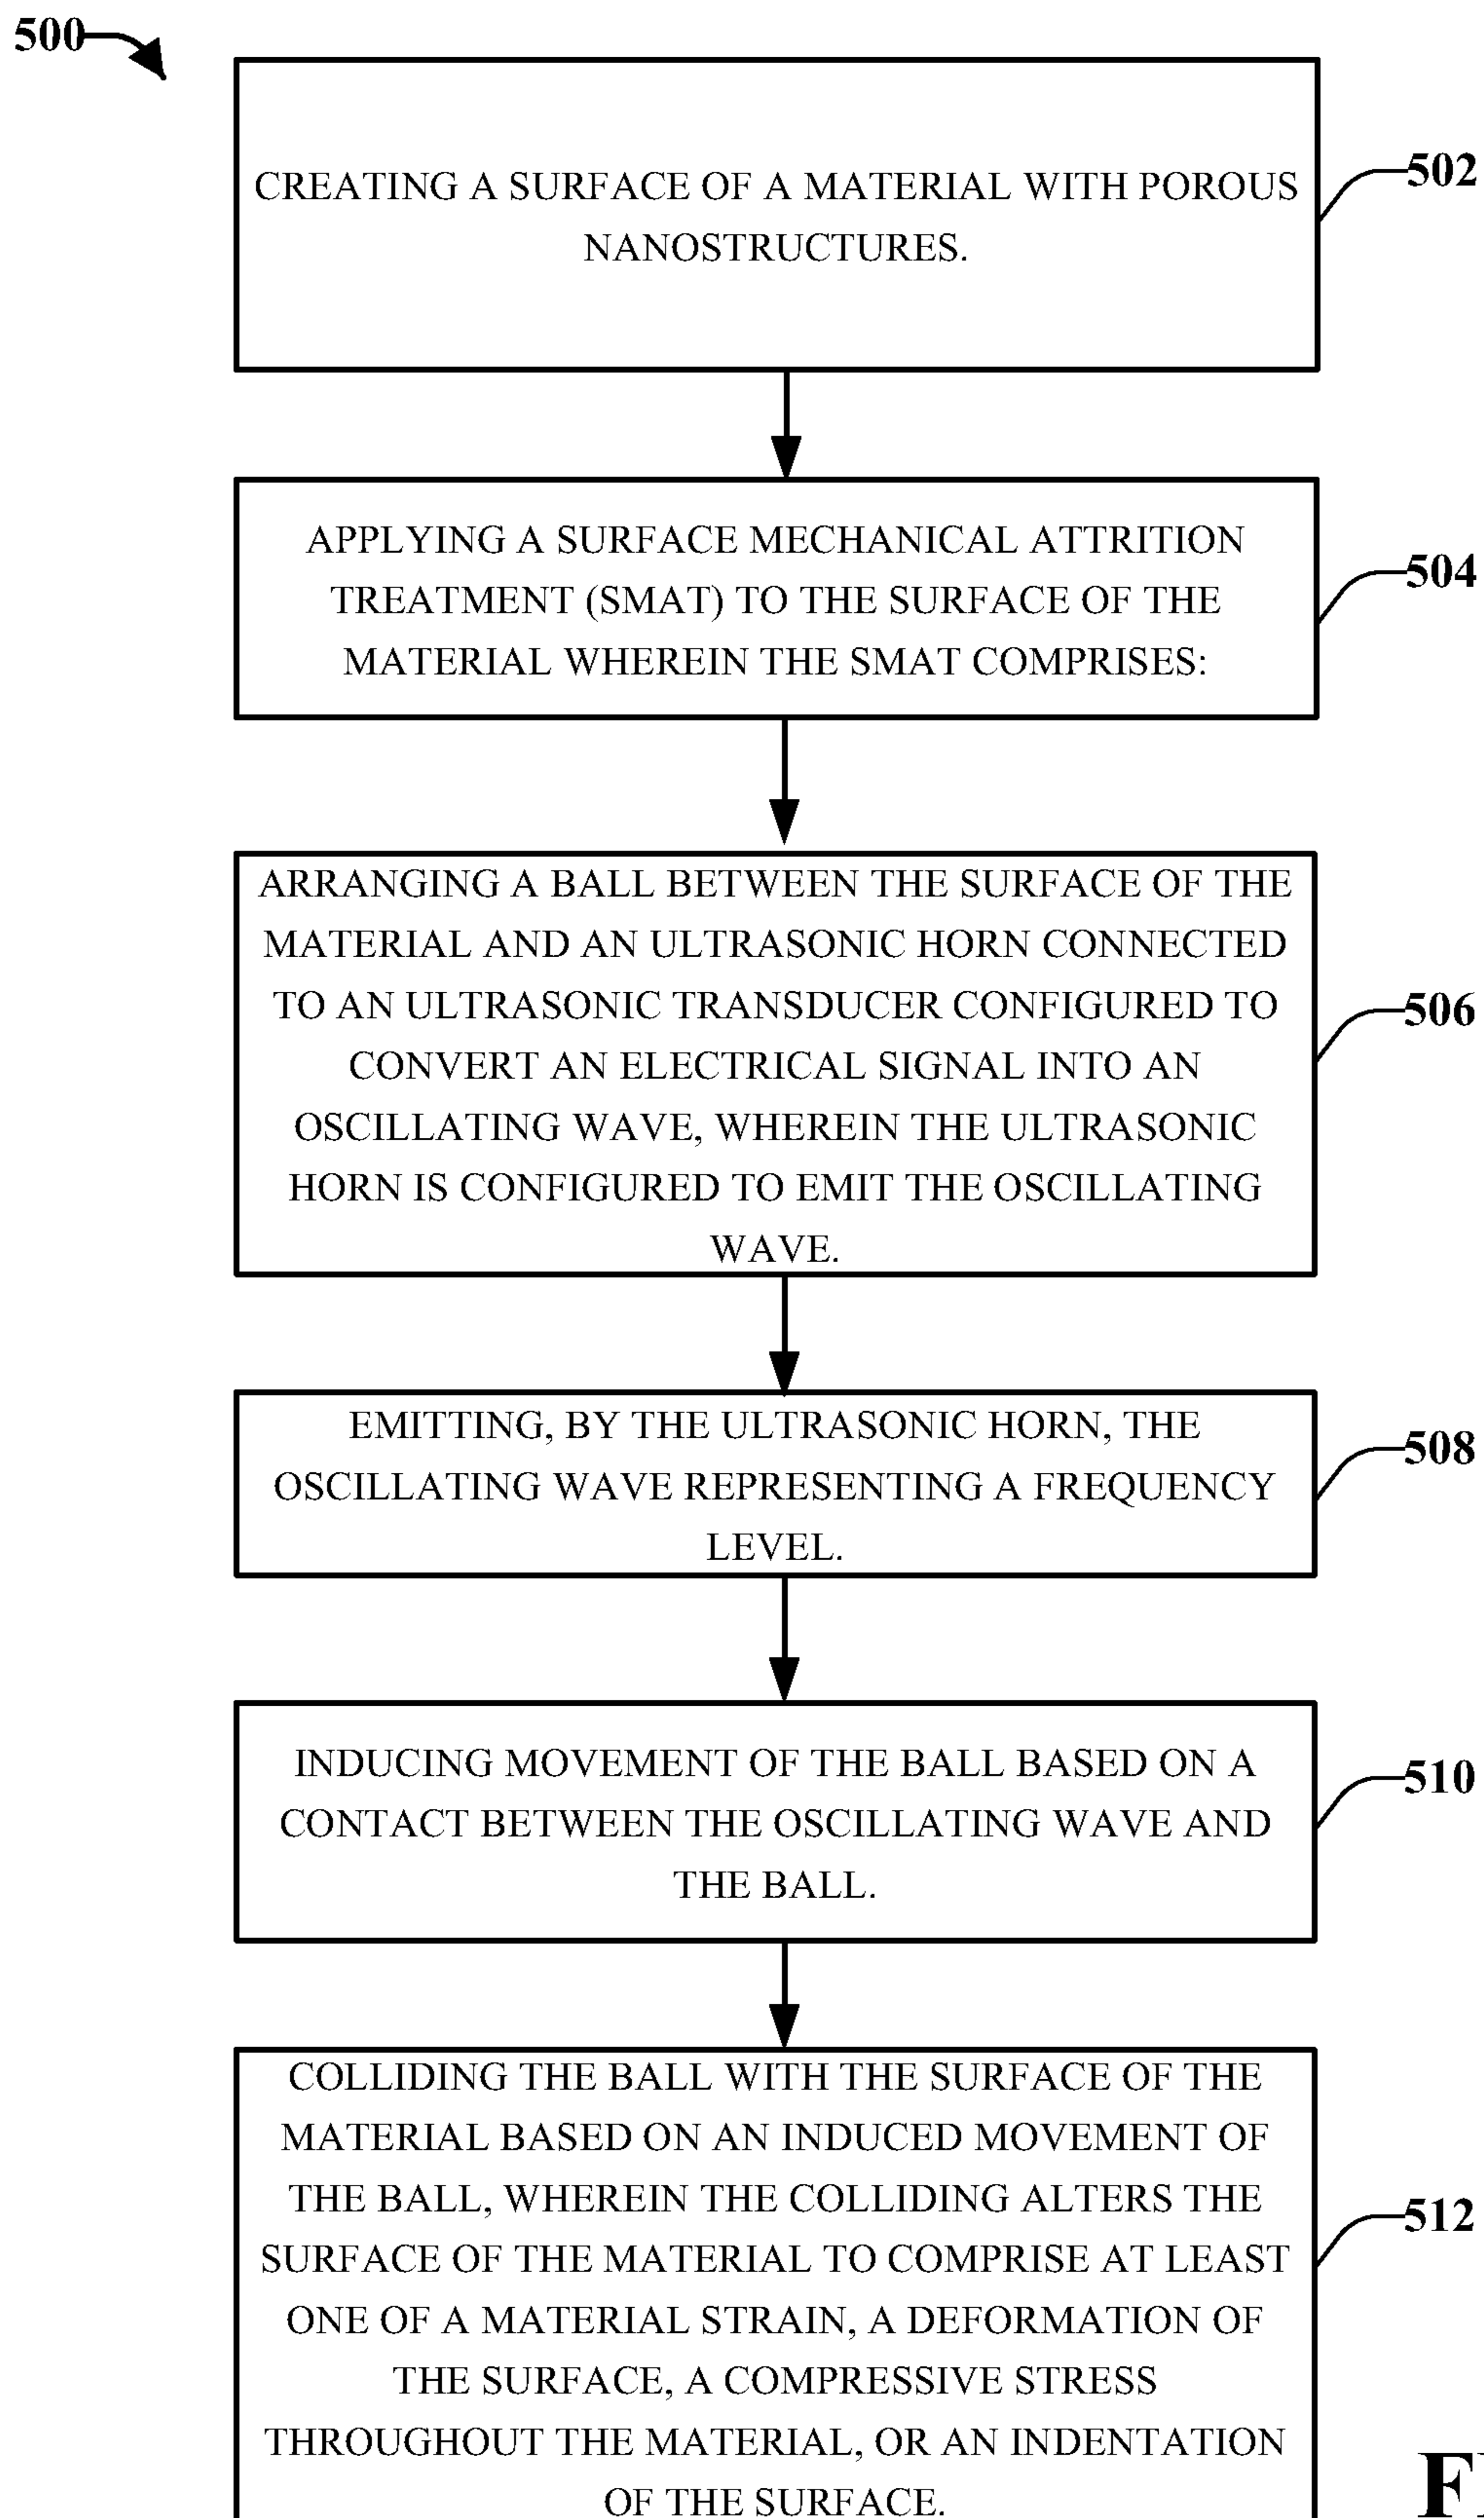 500
CREATING A SURFACE OF A MATERIAL WITH POROUS
NANOSTRUCTURES.
502
APPLYING A SURFACE MECHANICAL ATTRITION
TREATMENT (SMAT) TO THE SURFACE OF THE
MATERIAL WHEREIN THE SMAT COMPRISES:
504
ARRANGING A BALL BETWEEN THE SURFACE OF THE
MATERIAL AND AN ULTRASONIC HORN CONNECTED
TO AN ULTRASONIC TRANSDUCER CONFIGURED TO
CONVERT AN ELECTRICAL SIGNAL INTO AN
OSCILLATING WAVE, WHEREIN THE ULTRASONIC
HORN IS CONFIGURED TO EMIT THE OSCILLATING
WAVE.
506
EMITTING, BY THE ULTRASONIC HORN, THE
OSCILLATING WAVE REPRESENTING A FREQUENCY
LEVEL.
508
INDUCING MOVEMENT OF THE BALL BASED ON A
CONTACT BETWEEN THE OSCILLATING WAVE AND
THE BALL.
510
COLLIDING THE BALL WITH THE SURFACE OF THE
MATERIAL BASED ON AN INDUCED MOVEMENT OF
THE BALL, WHEREIN THE COLLIDING ALTERS THE
SURFACE OF THE MATERIAL TO COMPRISE AT LEAST
ONE OF A MATERIAL STRAIN, A DEFORMATION OF
THE SURFACE, A COMPRESSIVE STRESS
THROUGHOUT THE MATERIAL, OR AN INDENTATION
OF THE SURFACE.
512